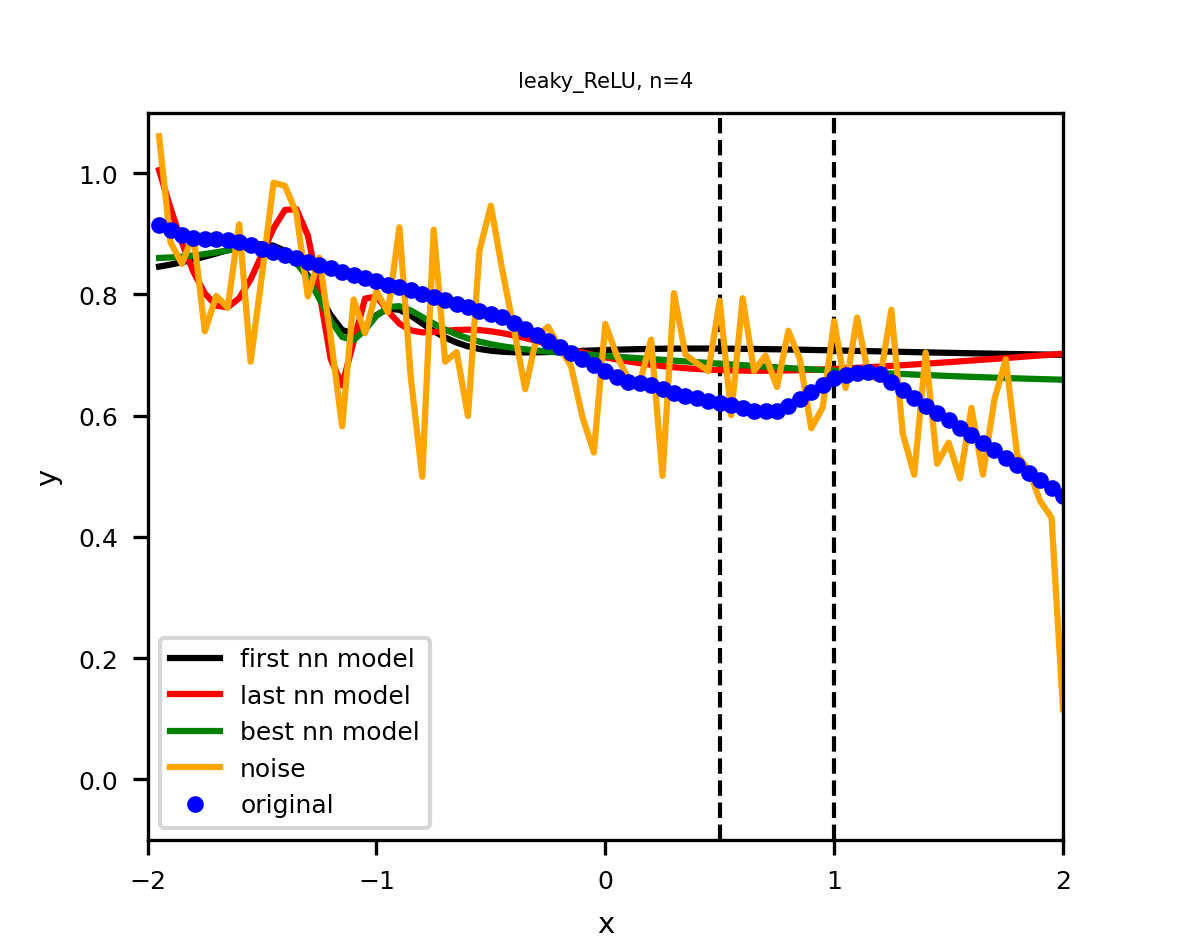 leaky_ReLU, n=4
1.0
0.8
0.6
0.4
0.2
0.0
y
first nn model
last nn model
best nn model
noise
original
−2
−1
0
1
2
x